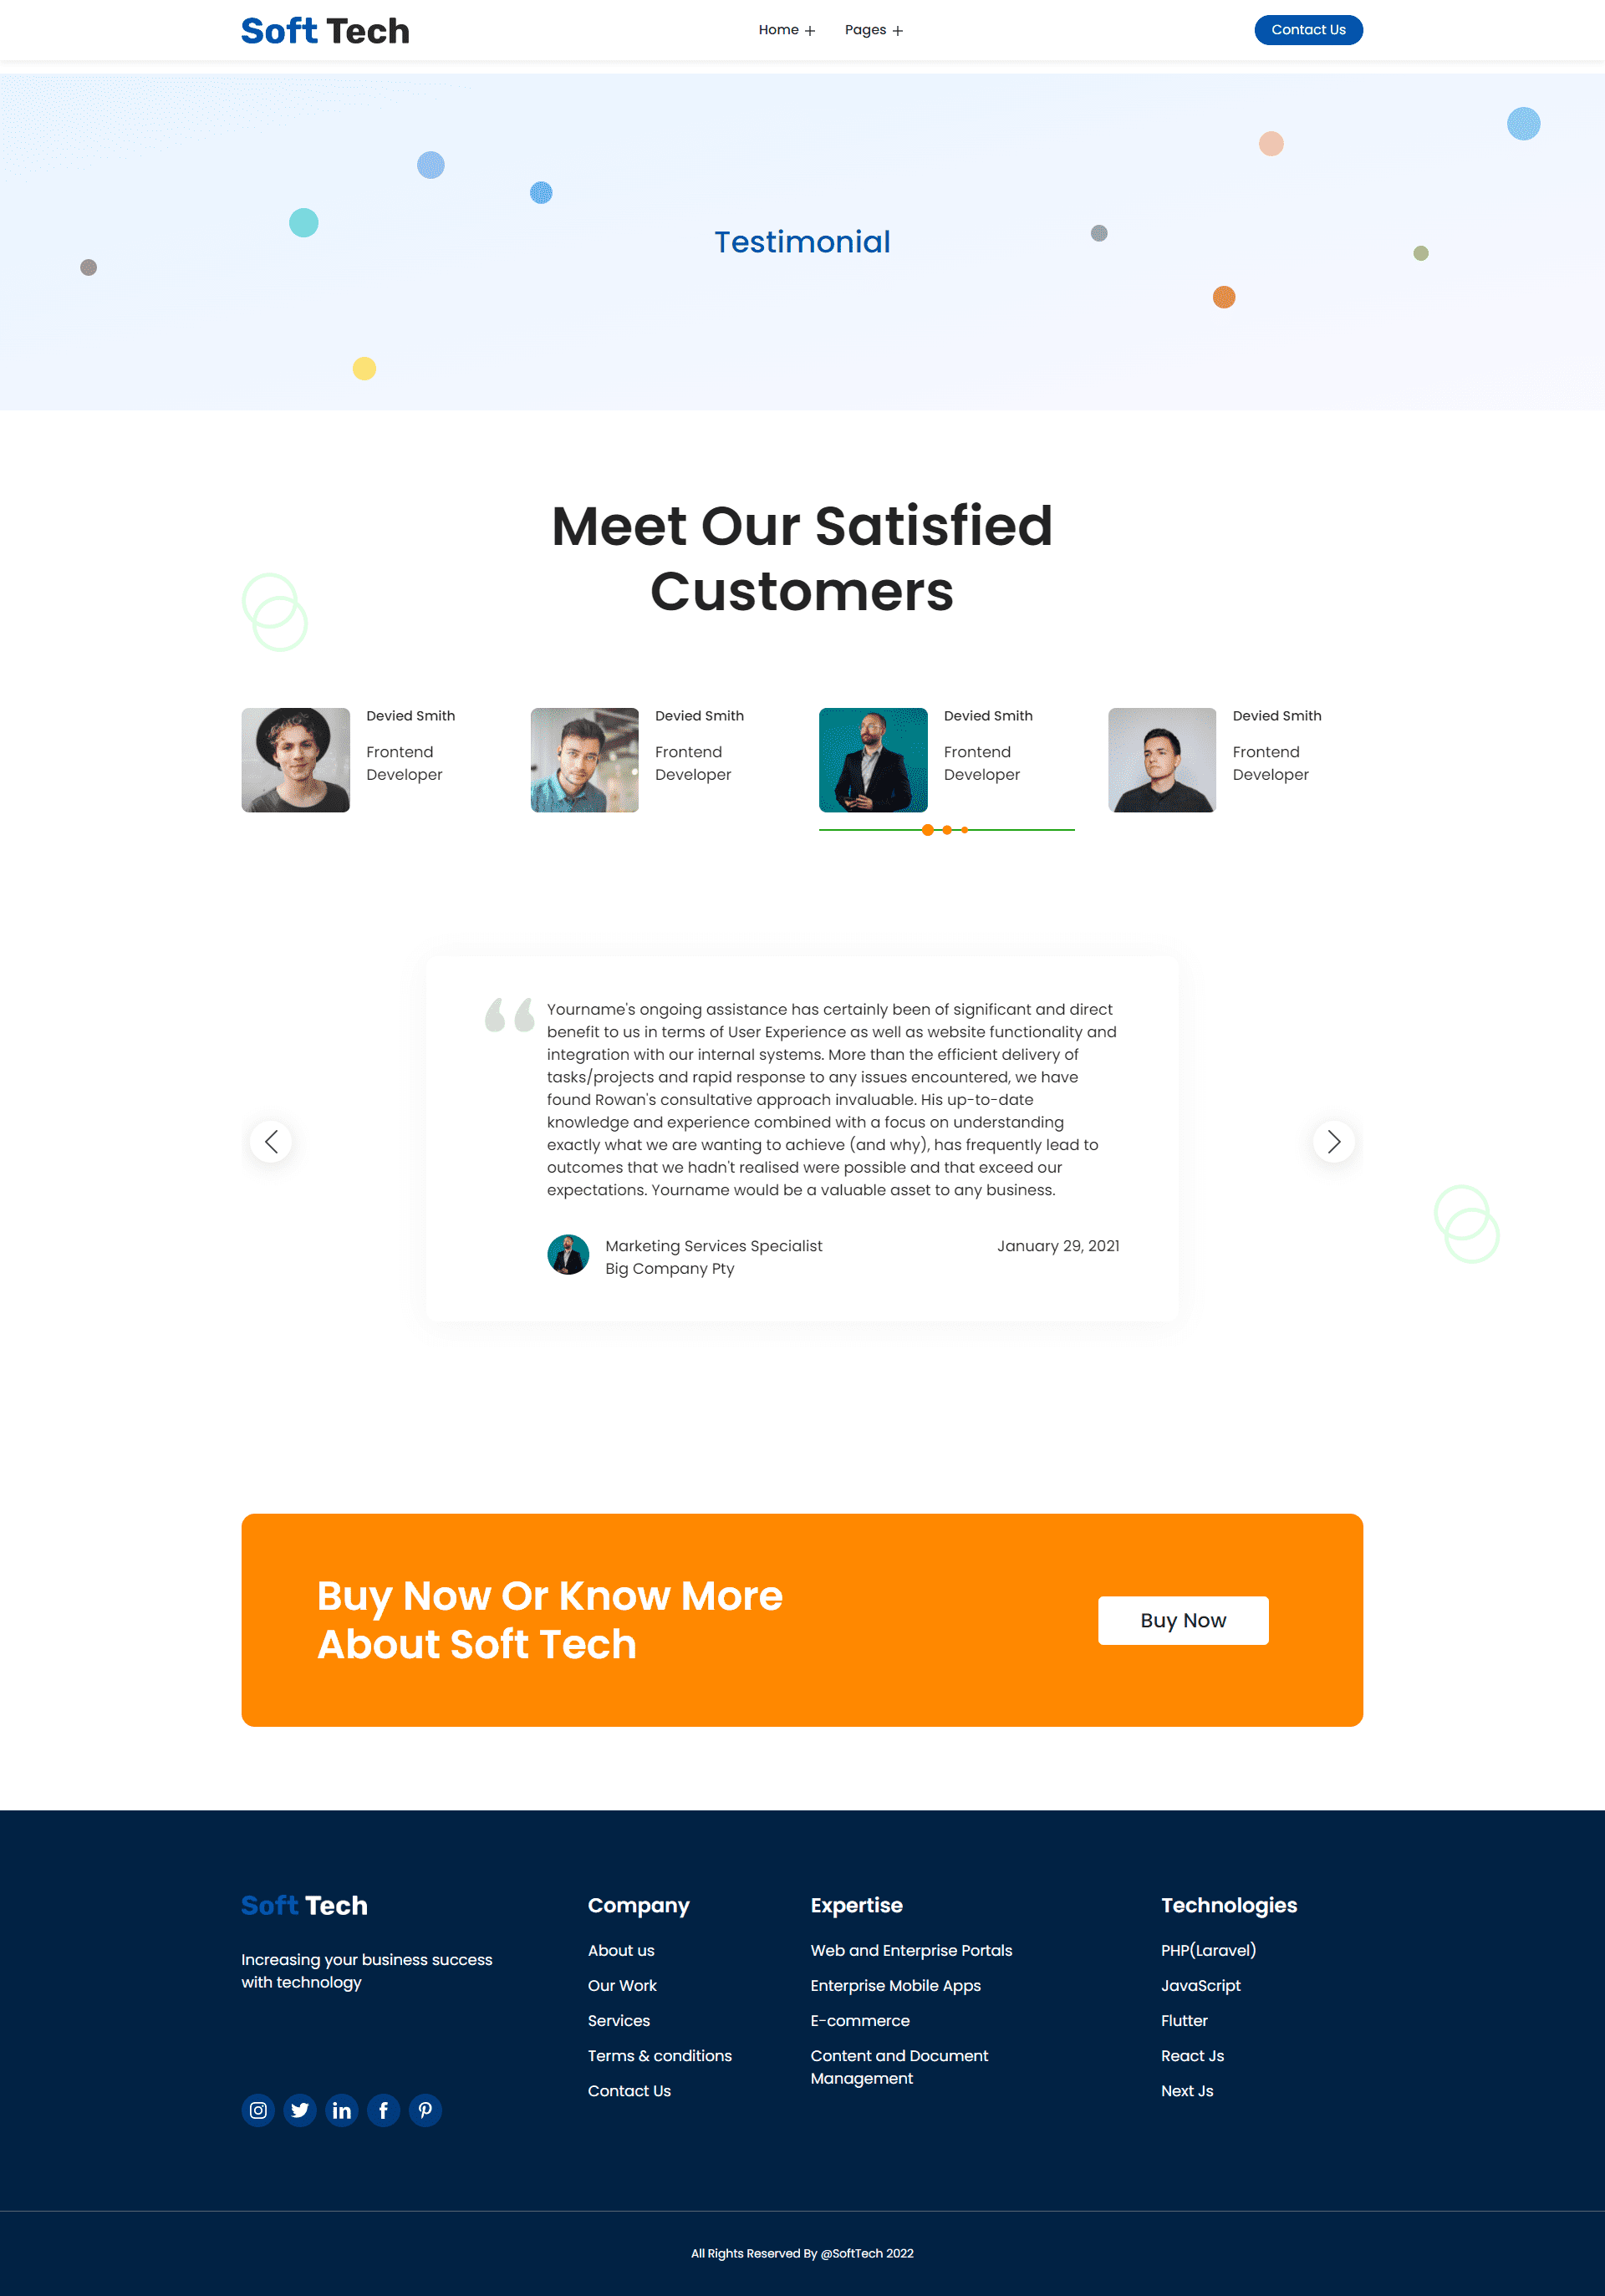 Soft Tech
Home
Pages
Contact Us
Testimonial
Meet Our Satisfied
Customers
Devied Smith
Frontend
Developer
Devied Smith
Frontend
Developer
Devied Smith
Frontend
Developer
Devied Smith
Frontend
Developer
Yourname's ongoing assistance has certainly been of significant and direct
benefit to us in terms of User Experience as well as website functionality and
integration with our internal systems. More than the efficient delivery of
tasks/projects and rapid response to any issues encountered, we have
found Rowan's consultative approach invaluable. His up-to-date
knowledge and experience combined with a focus on understanding
exactly what we are wanting to achieve (and why), has frequently lead to
outcomes that we hadn't realised were possible and that exceed our
expectations. Yourname would be a valuable asset to any business.
Marketing Services Specialist
Big Company Pty
January 29, 2021
Buy Now Or Know More
About Soft Tech
Buy Now
Soft Tech
Increasing your business success
with technology
Company
About us
Our Work
Services
Terms & conditions
Contact Us
Expertise
Web and Enterprise Portals
Enterprise Mobile Apps
E-commerce
Content and Document
Management
Technologies
PHP(Laravel)
JavaScript
Flutter
React Js
Next Js
All Rights Reserved By @SoftTech 2022